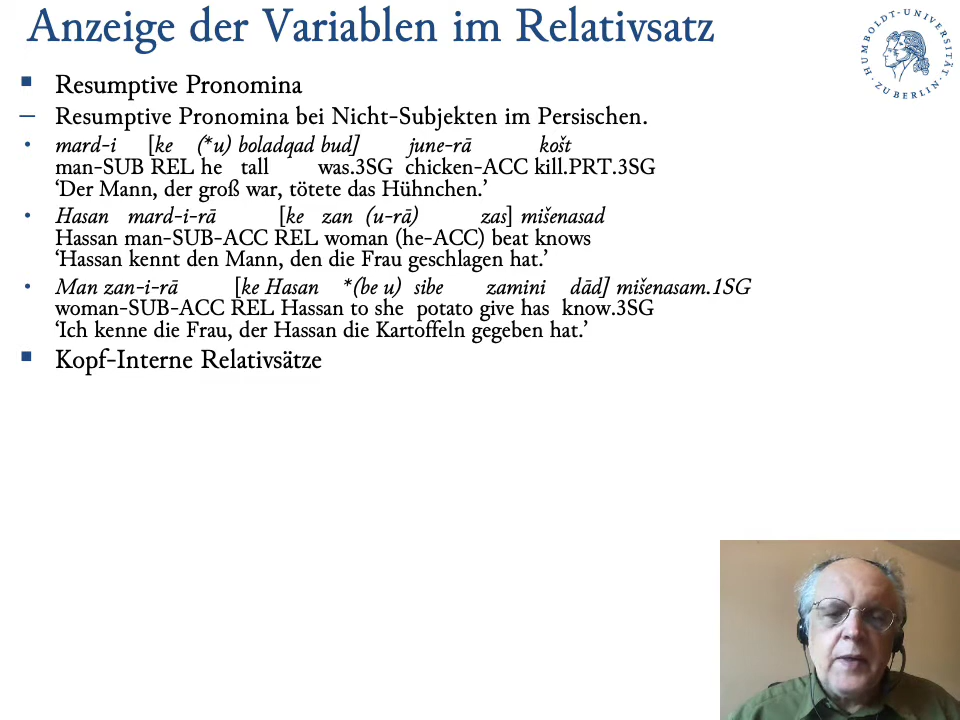 Anzeige der Variablen im Relativsatz
HUMBOLDT-UNIVERSITÄT ZU BERLIN
Resumptive Pronomina
Resumptive Pronomina bei Nicht-Subjekten im Persischen.
mard-i [ke (*u) boladqad bud] june-rā košt
man-SUB REL he tall was.3SG chicken-ACC kill.PRT.3SG
‘Der Mann, der groß war, tötete das Hühnchen.’
Hasan mard-i-rā [ke zan (u-rā) zas] mišenasad
Hassan man-SUB-ACC REL woman (he-ACC) beat knows
‘Hassan kennt den Mann, den die Frau geschlagen hat.’
Man zan-i-rā [ke Hasan *(be u) sibe zamini dād] mišenasam.1SG
woman-SUB-ACC REL Hassan to she potato give has know.3SG
‘Ich kenne die Frau, der Hassan die Kartoffeln gegeben hat.’
Kopf-Interne Relativsätze